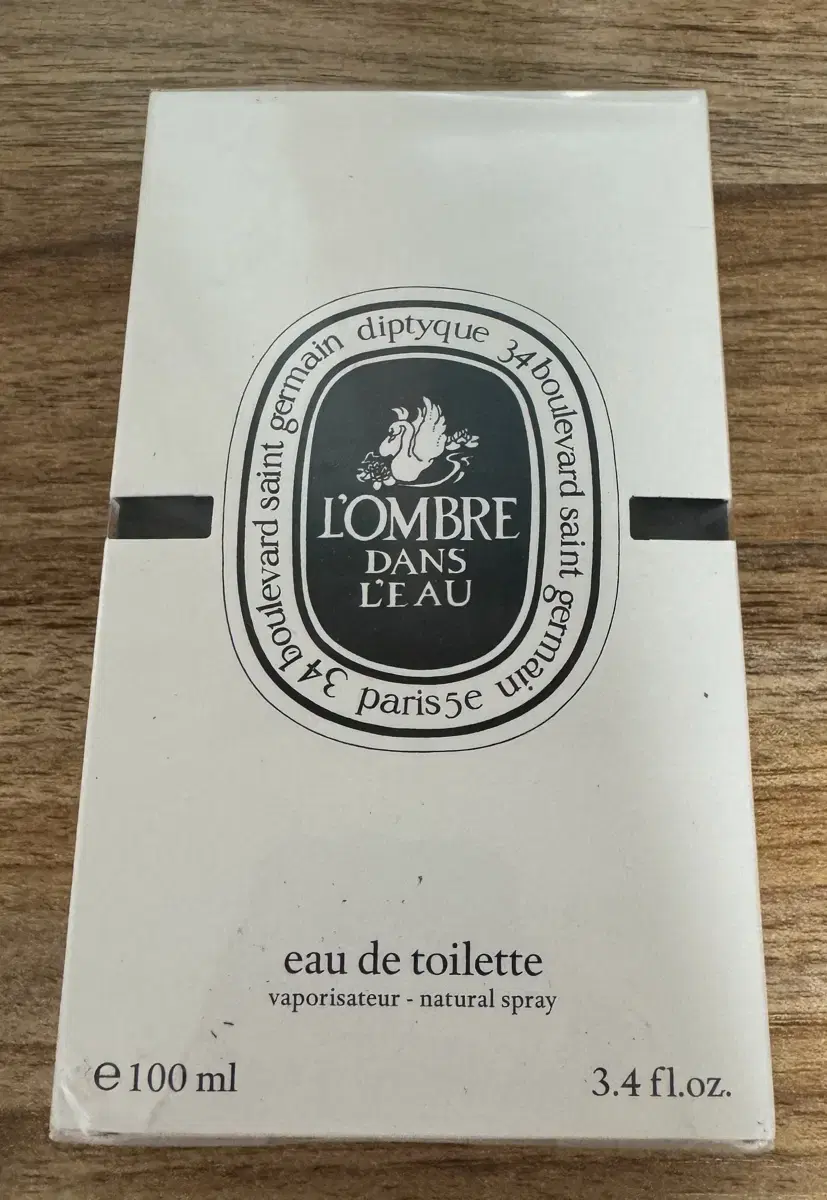 diptyque 34 boulevard saint germain paris 5e 34 boulevard saint germain
L'OMBRE
DANS
L'EAU
eau de toilette
vaporisateur - natural spray
e 100 ml
3.4 fl.oz.